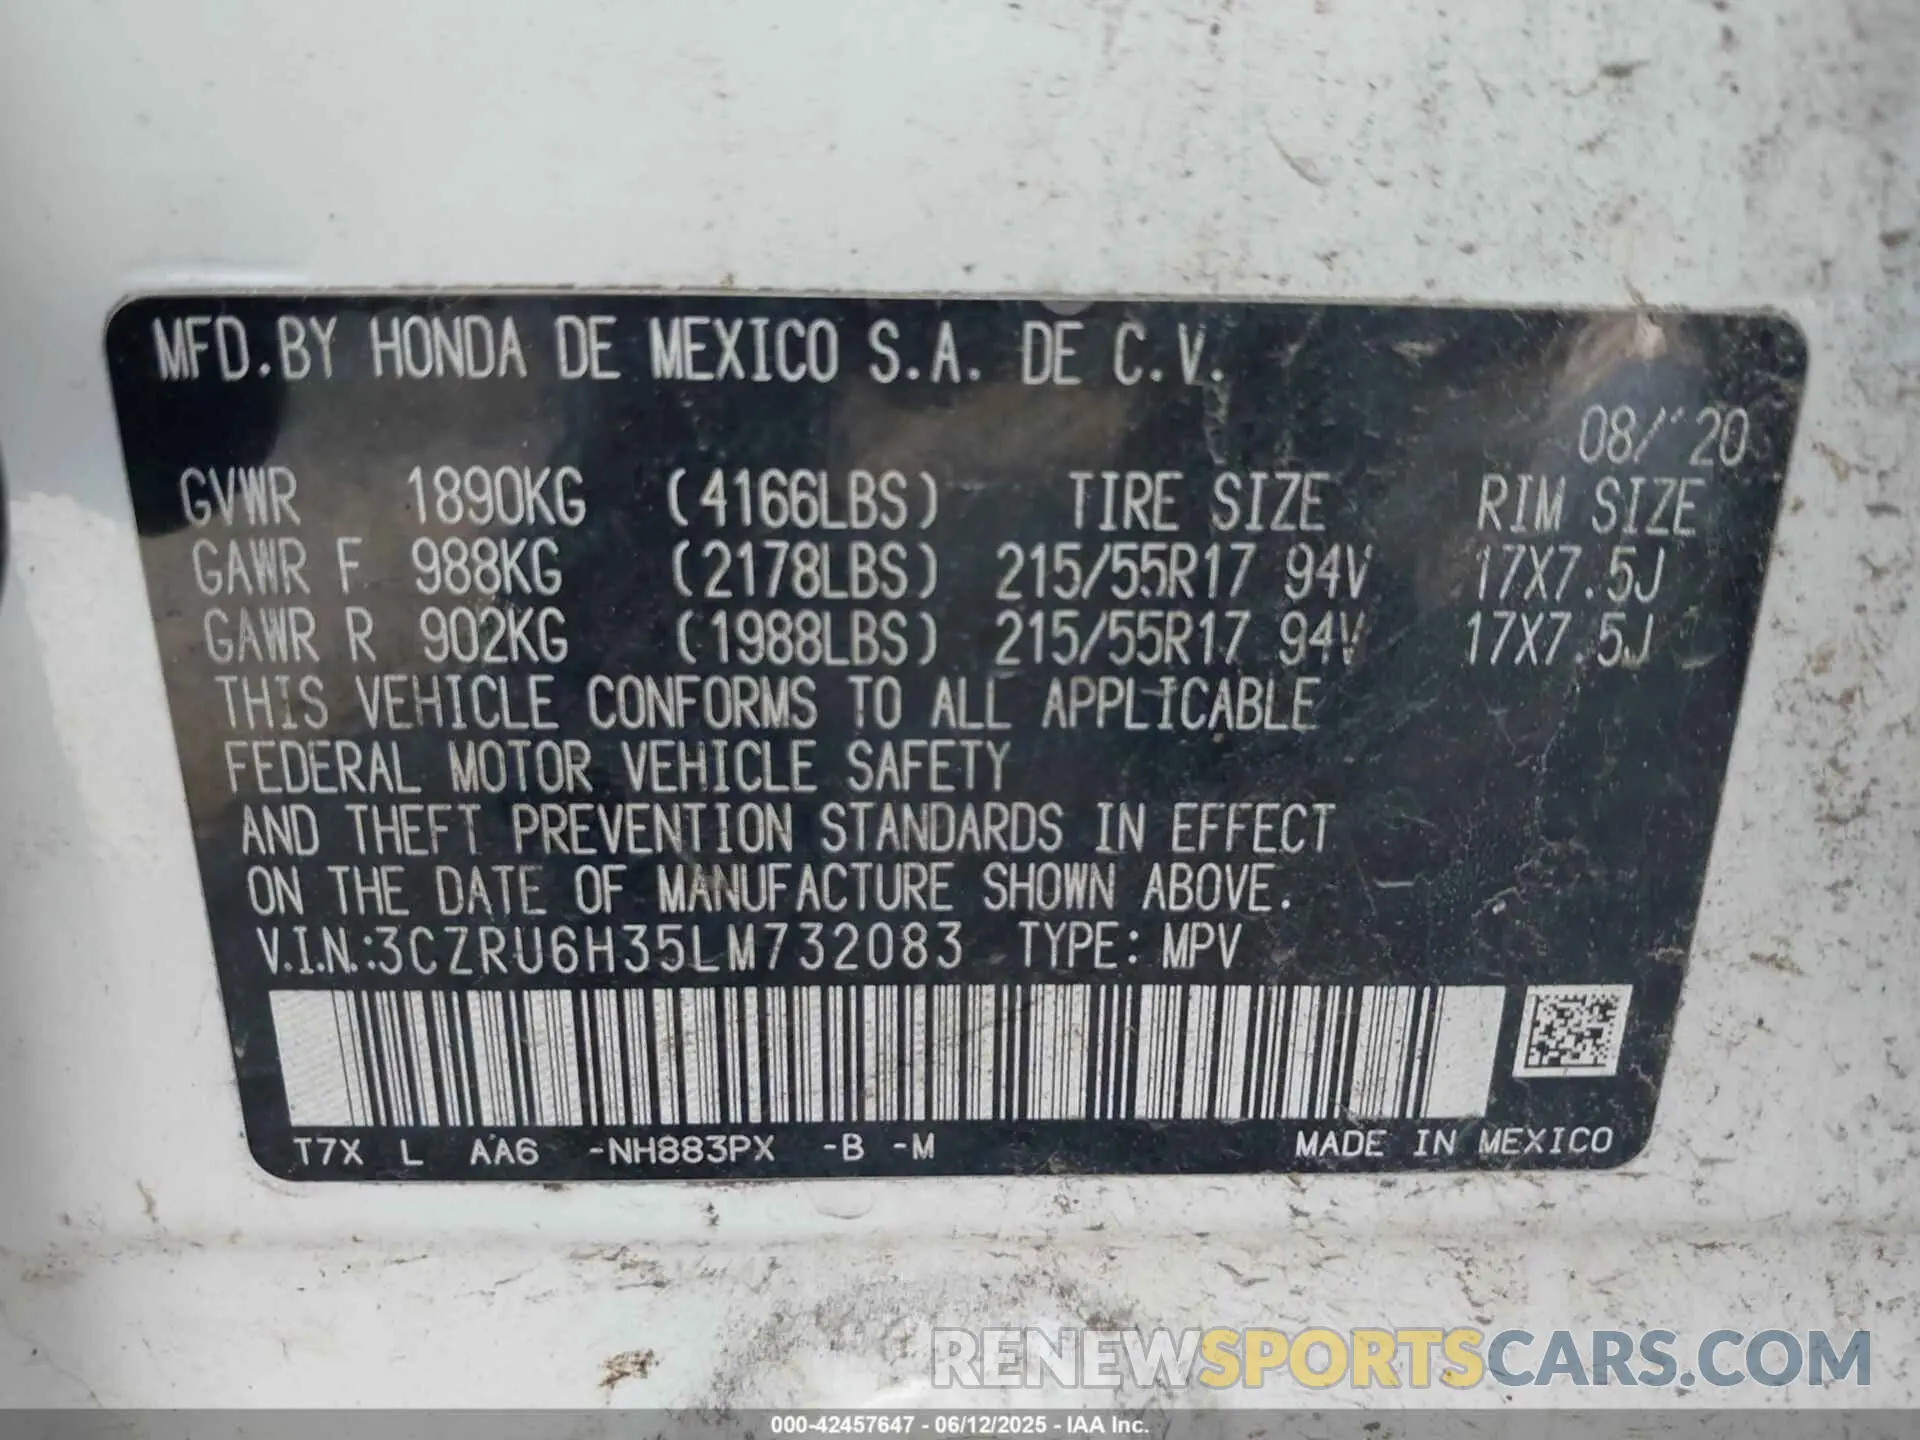 MFD.BY HONDA DE MEXICO S.A. DE C.V.
08/'20
GVWR 1890KG (4166LBS) TIRE SIZE RIM SIZE
GAWR F 988KG (2178LBS) 215/55R17 94V 17X7.5J
GAWR R 902KG (1988LBS) 215/55R17 94V 17X7.5J
THIS VEHICLE CONFORMS TO ALL APPLICABLE
FEDERAL MOTOR VEHICLE SAFETY
AND THEFT PREVENTION STANDARDS IN EFFECT
ON THE DATE OF MANUFACTURE SHOWN ABOVE.
V.I.N.:3CZRU6H35LM732083 TYPE: MPV
T7X L AA6 -NH883PX -B -M MADE IN MEXICO
RENEWSPORTSCARS.COM
000-42457647 - 06/12/2025 - IAA Inc.